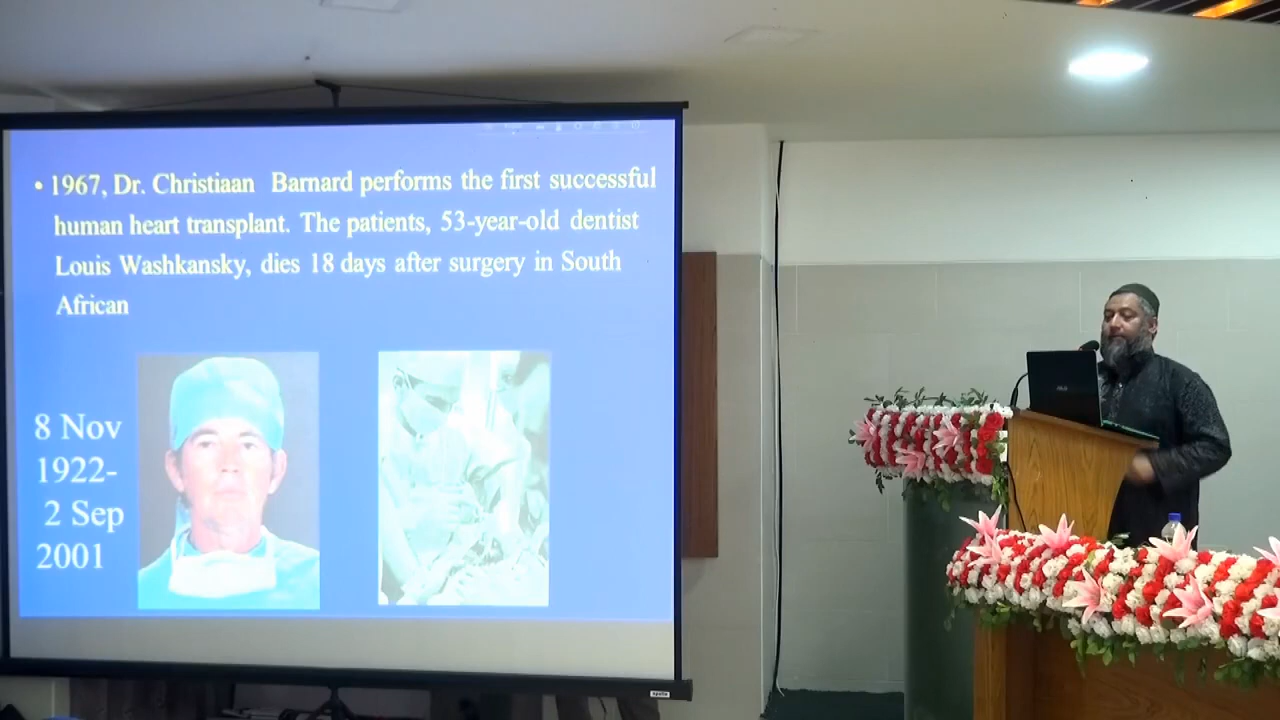 • 1967, Dr. Christiaan Barnard performs the first successful
human heart transplant. The patients, 53-year-old dentist
Louis Washkansky, dies 18 days after surgery in South
African
8 Nov
1922-
2 Sep
2001
apollo